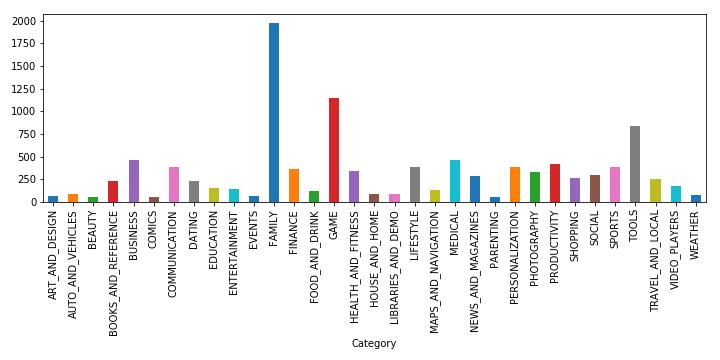 2000
1750
1500
1250
1000
750
500
250
0
ART_AND_DESIGN
AUTO_AND_VEHICLES
BEAUTY
BOOKS_AND_REFERENCE
BUSINESS
COMICS
COMMUNICATION
DATING
EDUCATION
ENTERTAINMENT
EVENTS
FAMILY
FINANCE
FOOD_AND_DRINK
GAME
HEALTH_AND_FITNESS
HOUSE_AND_HOME
LIBRARIES_AND_DEMO
LIFESTYLE
MAPS_AND_NAVIGATION
MEDICAL
NEWS_AND_MAGAZINES
PARENTING
PERSONALIZATION
PHOTOGRAPHY
PRODUCTIVITY
SHOPPING
SOCIAL
SPORTS
TOOLS
TRAVEL_AND_LOCAL
VIDEO_PLAYERS
WEATHER
Category